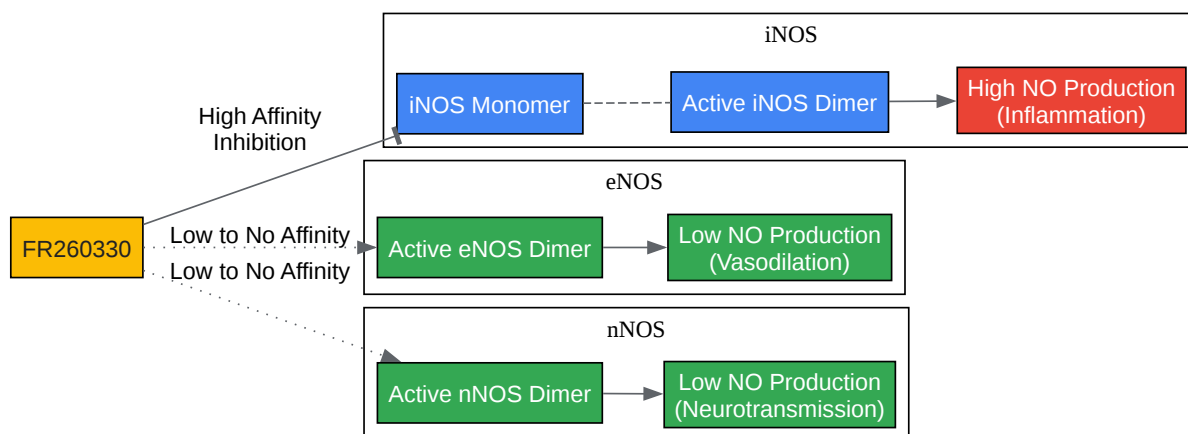 iNOS
iNOS Monomer
Active iNOS Dimer
High NO Production
(Inflammation)
High Affinity
Inhibition
eNOS
FR260330
Low to No Affinity
Active eNOS Dimer
Low NO Production
(Vasodilation)
Low to No Affinity
nNOS
Active nNOS Dimer
Low NO Production
(Neurotransmission)